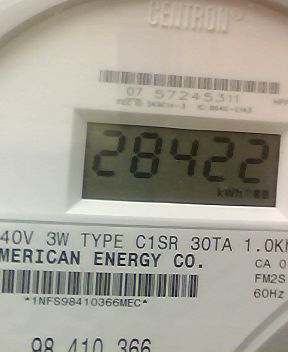 CENTRON
07 57245311
28422
kWh
40V 3W TYPE C1SR 30TA 1.0K
MERICAN ENERGY CO.
CA 0
FM2S
60Hz
*1NFS98410366MEC*
98 410 366